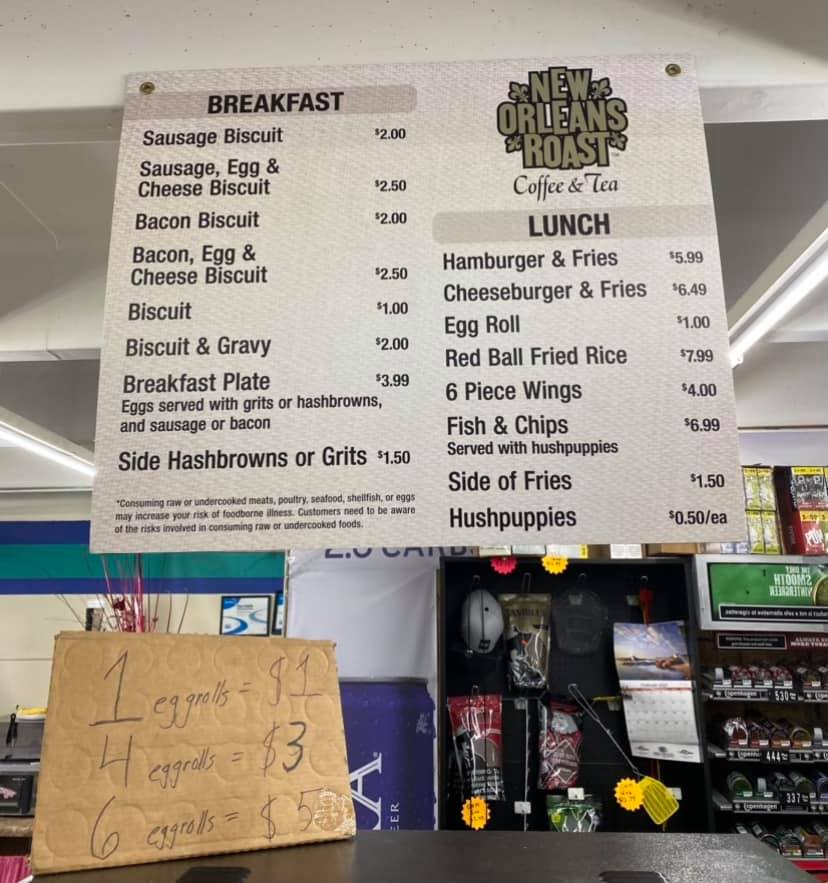 BREAKFAST
Sausage Biscuit $2.00
Sausage, Egg &
Cheese Biscuit $2.50
Bacon Biscuit $2.00
Bacon, Egg &
Cheese Biscuit $2.50
Biscuit $1.00
Biscuit & Gravy $2.00
Breakfast Plate $3.99
Eggs served with grits or hashbrowns,
and sausage or bacon
Side Hashbrowns or Grits $1.50
*Consuming raw or undercooked meats, poultry, seafood, shellfish, or eggs
may increase your risk of foodborne illness. Customers need to be aware
of the risks involved in consuming raw or undercooked foods.
NEW
ORLEANS
ROAST
Coffee & Tea
LUNCH
Hamburger & Fries $5.99
Cheeseburger & Fries $6.49
Egg Roll $1.00
Red Ball Fried Rice $7.99
6 Piece Wings $4.00
Fish & Chips $6.99
Served with hushpuppies
Side of Fries $1.50
Hushpuppies $0.50/ea
1 eggrolls = $1
4 eggrolls = $3
6 eggrolls = $5
SMOOTH
WINTERGREEN
Copenhagen 530
444
Copenhagen 337